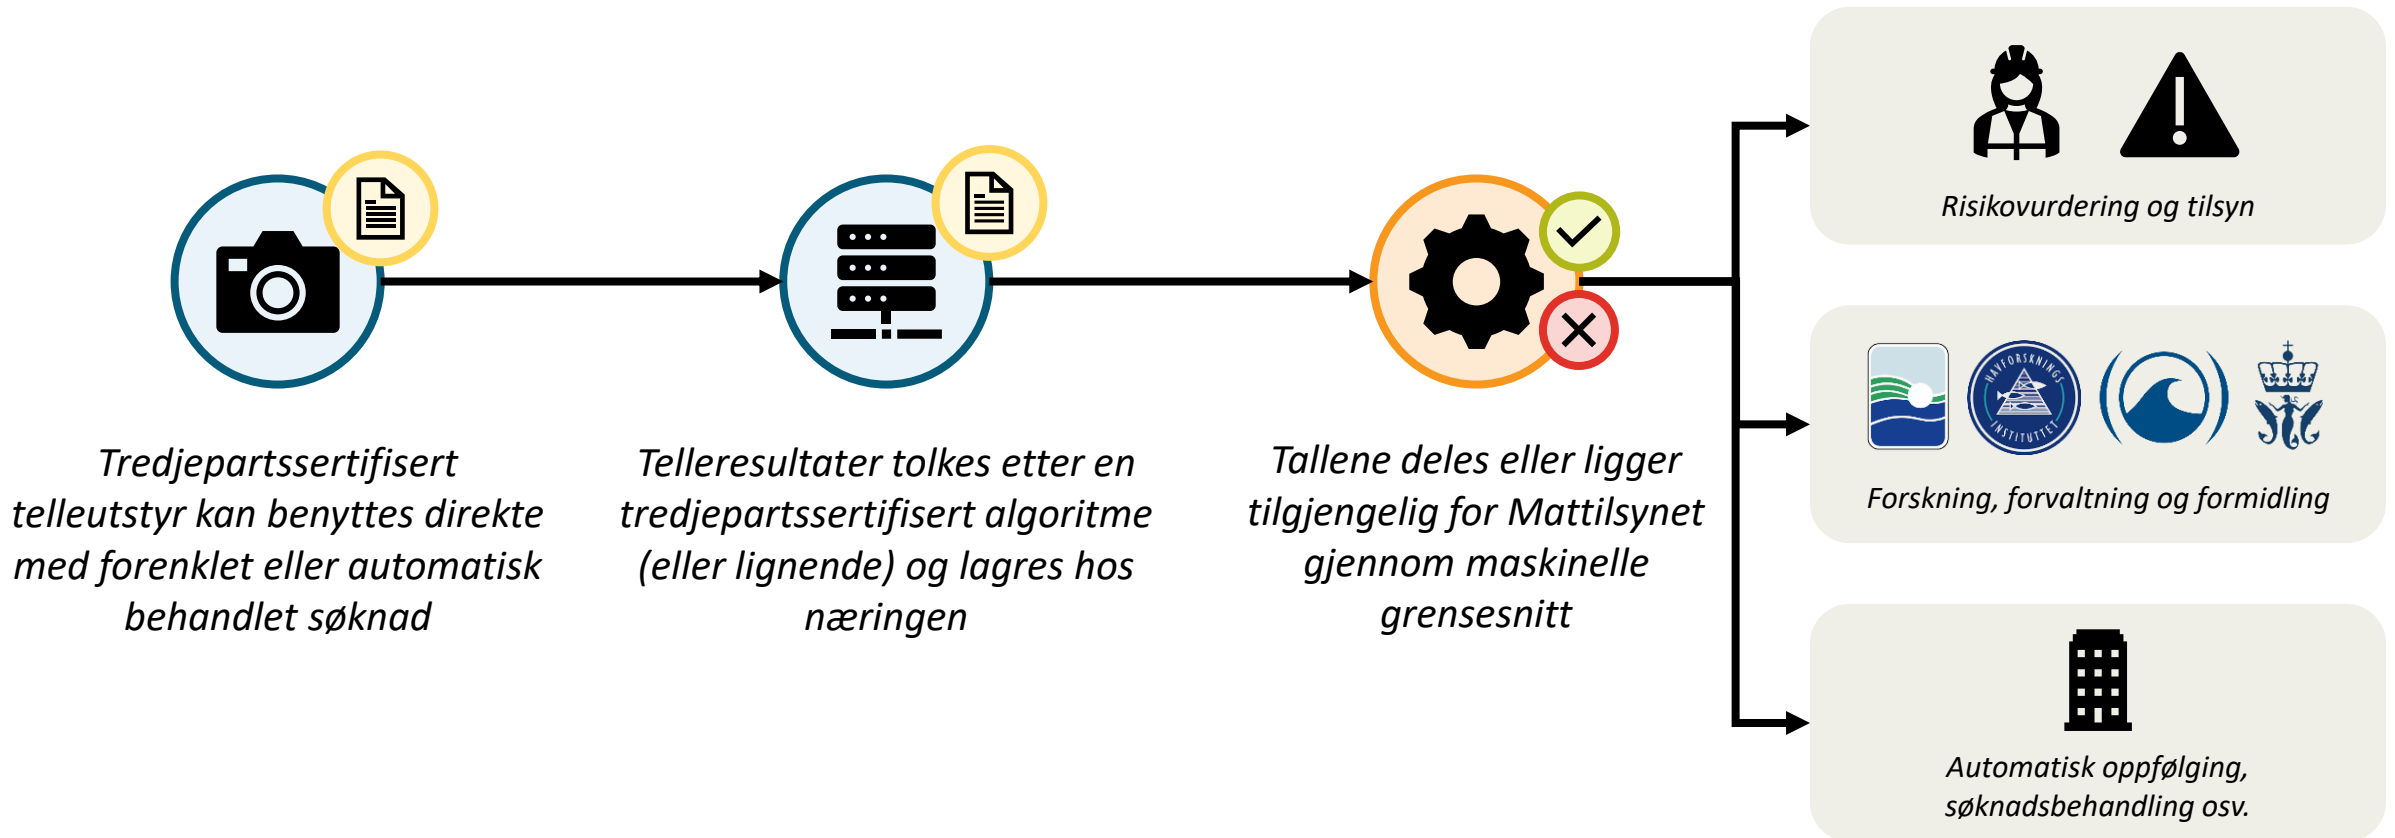 Tredjepartssertifisert
telleutstyr kan benyttes direkte
med forenklet eller automatisk
behandlet søknad
Telleresultater tolkes etter en
tredjepartssertifisert algoritme
(eller lignende) og lagres hos
næringen
Tallene deles eller ligger
tilgjengelig for Mattilsynet
gjennom maskinelle
grensesnitt
Risikovurdering og tilsyn
HAVFORSKNINGS
INSTITUTTET
Forskning, forvaltning og formidling
Automatisk oppfølging,
søknadsbehandling osv.